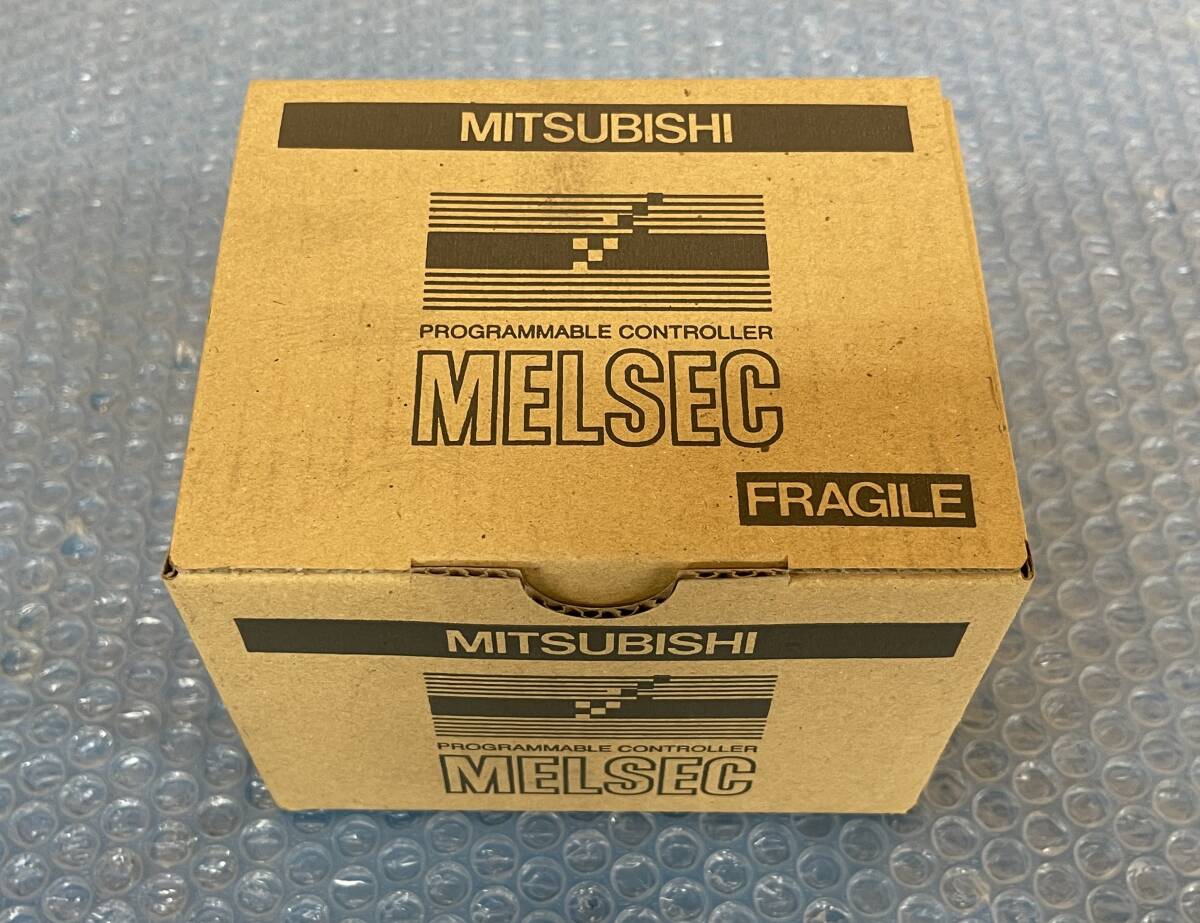 MITSUBISHI
PROGRAMMABLE CONTROLLER
MELSEC
FRAGILE
MITSUBISHI
PROGRAMMABLE CONTROLLER
MELSEC